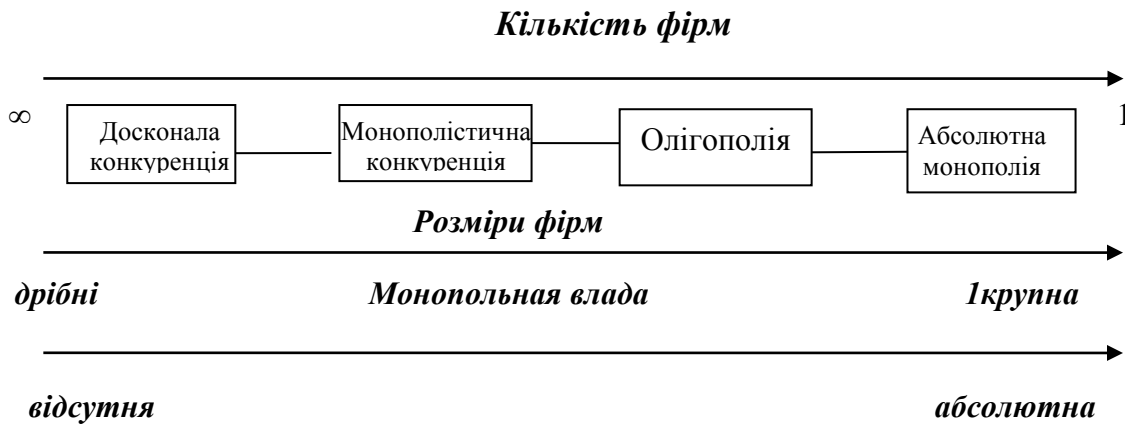 Кількість фірм
∞
1
Досконала
конкуренція
Монополістична
конкуренція
Олігополія
Абсолютна
монополія
Розміри фірм
дрібні
Монопольная влада
1крупна
відсутня
абсолютна